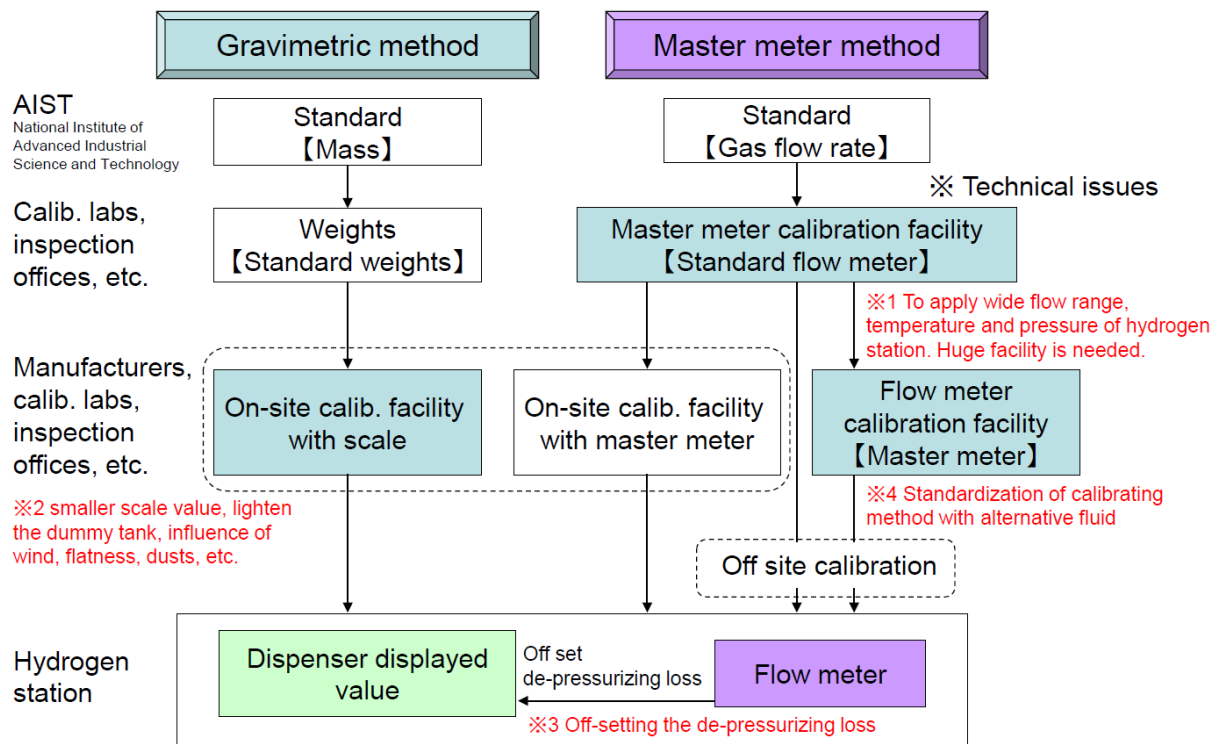 Gravimetric method
Master meter method
AIST
National Institute of
Advanced Industrial
Science and Technology
Standard
【Mass】
Standard
【Gas flow rate】
※ Technical issues
Calib. labs,
inspection
offices, etc.
Weights
【Standard weights】
Master meter calibration facility
【Standard flow meter】
※1 To apply wide flow range,
temperature and pressure of hydrogen
station. Huge facility is needed.
Manufacturers,
calib. labs,
inspection
offices, etc.
On-site calib. facility
with scale
On-site calib. facility
with master meter
Flow meter
calibration facility
【Master meter】
※2 smaller scale value, lighten
the dummy tank, influence of
wind, flatness, dusts, etc.
※4 Standardization of calibrating
method with alternative fluid
Off site calibration
Hydrogen
station
Dispenser displayed
value
Off set
de-pressurizing loss
Flow meter
※3 Off-setting the de-pressurizing loss